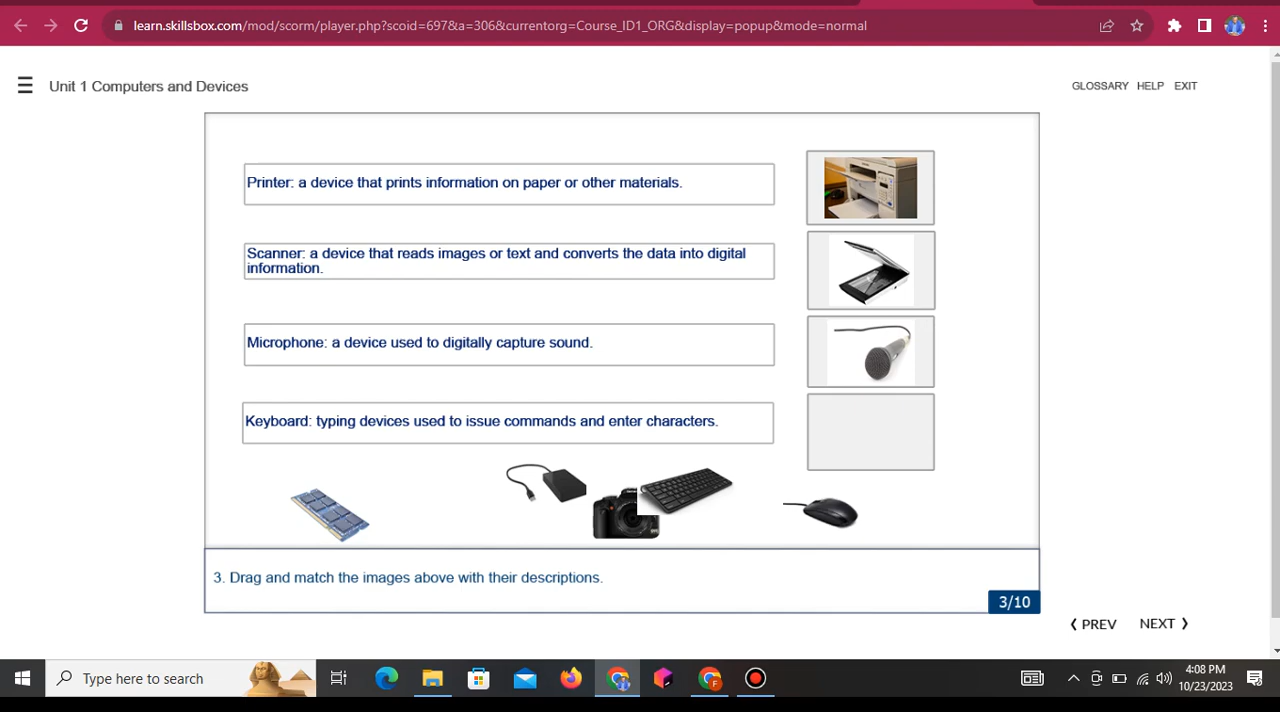 learn.skillsbox.com/mod/scorm/player.php?scoid=697&a=306&currentorg=Course_ID1_ORG&display=popup&mode=normal
Unit 1 Computers and Devices
GLOSSARY HELP EXIT
Printer: a device that prints information on paper or other materials.
Scanner: a device that reads images or text and converts the data into digital
information.
Microphone: a device used to digitally capture sound.
Keyboard: typing devices used to issue commands and enter characters.
3. Drag and match the images above with their descriptions.
3/10
❮ PREV NEXT ❯
Type here to search
4:08 PM
10/23/2023